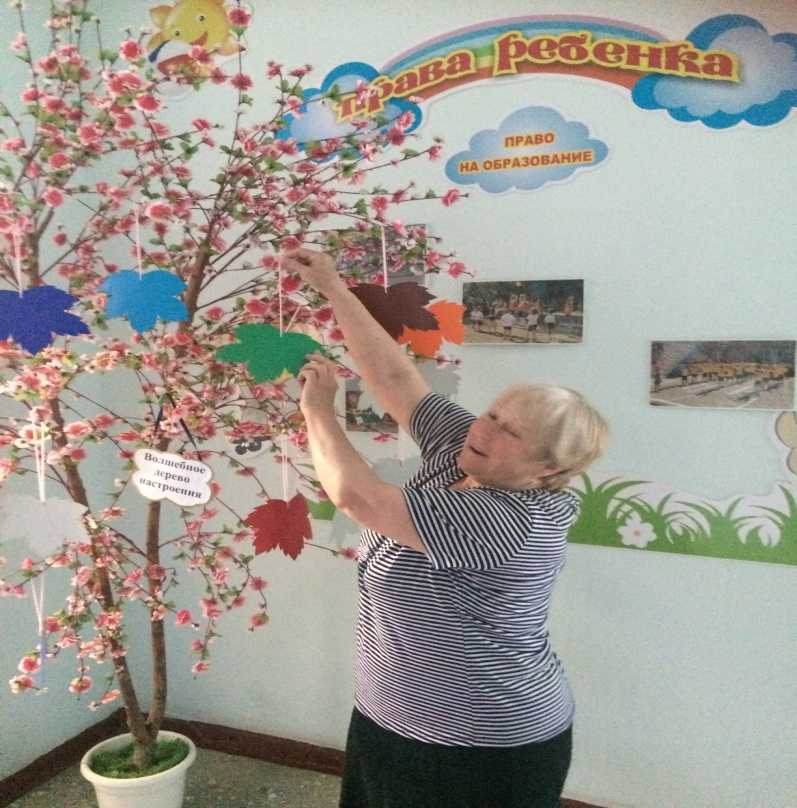 права ребенка
ПРАВО
НА ОБРАЗОВАНИЕ
Волшебное
дерево
настроения